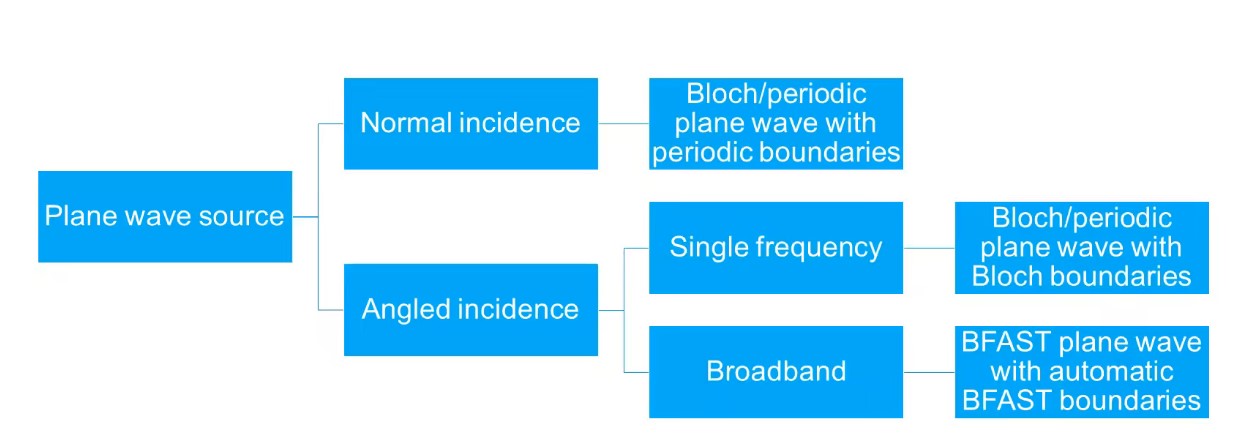 Plane wave source
Normal incidence
Bloch/periodic
plane wave with
periodic boundaries
Angled incidence
Single frequency
Bloch/periodic
plane wave with
Bloch boundaries
Broadband
BFAST plane wave
with automatic
BFAST boundaries